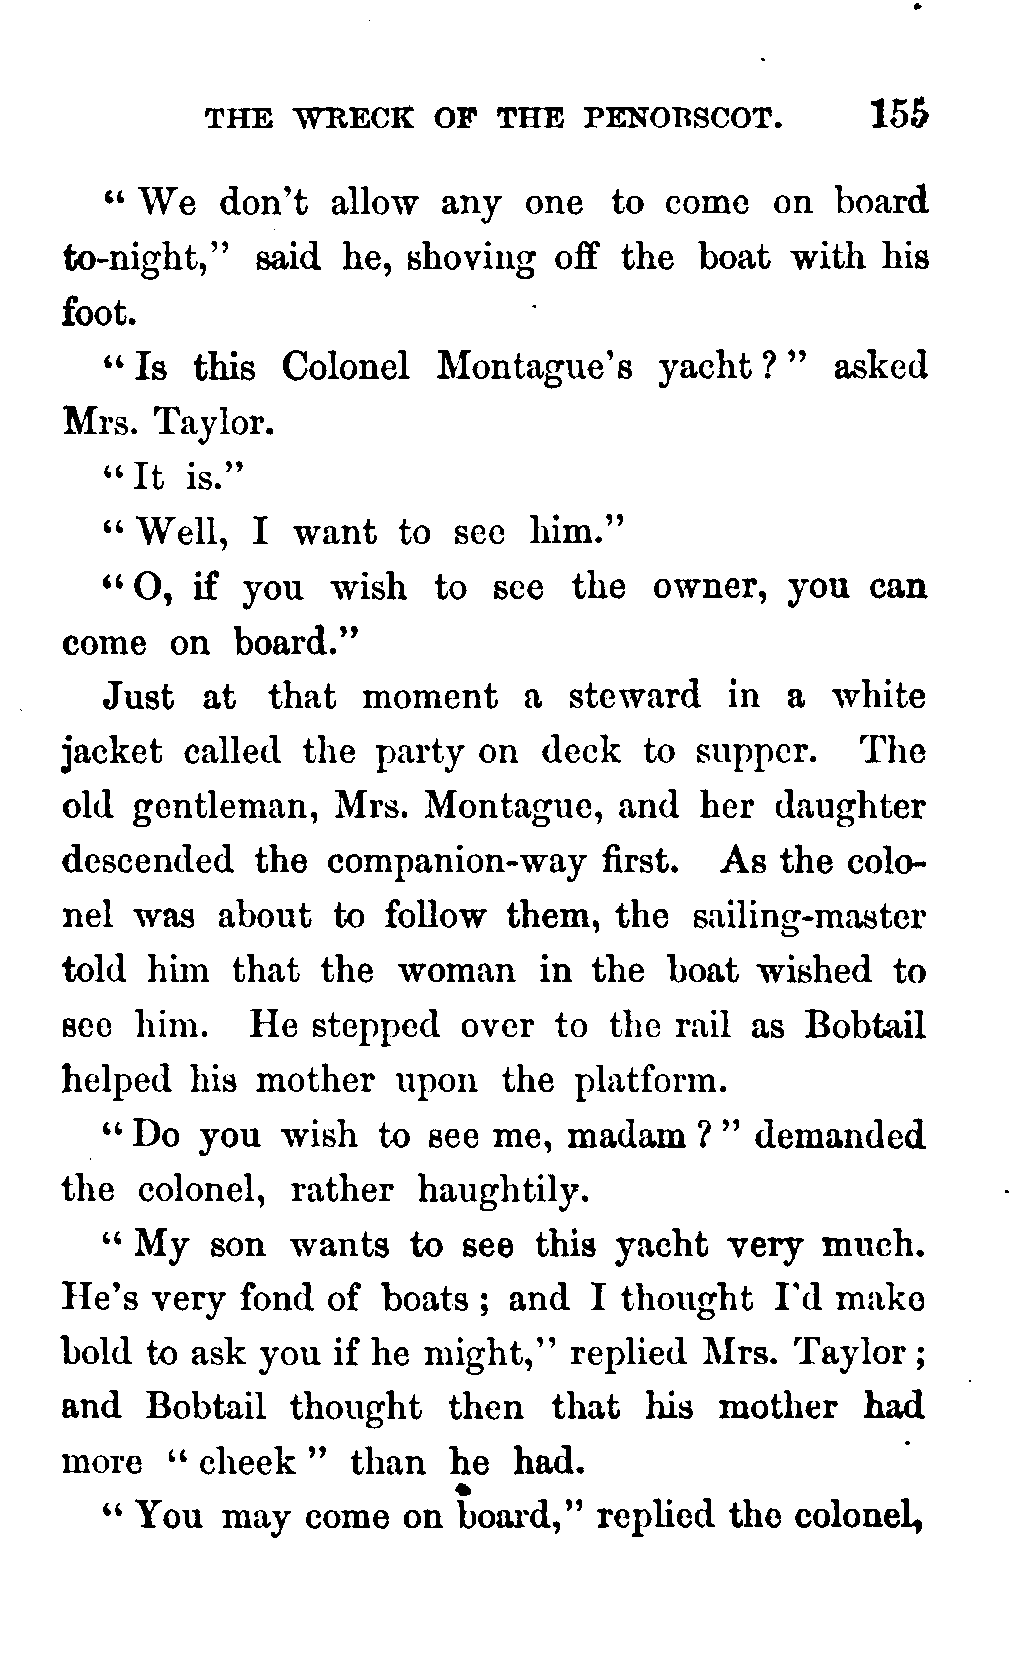 THE WRECK OF THE PENOBSCOT. 155
" We don't allow any one to come on board
to-night," said he, shoving off the boat with his
foot.
" Is this Colonel Montague's yacht ? " asked
Mrs. Taylor.
" It is."
" Well, I want to see him."
" O, if you wish to see the owner, you can
come on board."
Just at that moment a steward in a white
jacket called the party on deck to supper. The
old gentleman, Mrs. Montague, and her daughter
descended the companion-way first. As the colo-
nel was about to follow them, the sailing-master
told him that the woman in the boat wished to
see him. He stepped over to the rail as Bobtail
helped his mother upon the platform.
" Do you wish to see me, madam ? " demanded
the colonel, rather haughtily.
" My son wants to see this yacht very much.
He's very fond of boats ; and I thought I'd make
bold to ask you if he might," replied Mrs. Taylor ;
and Bobtail thought then that his mother had
more " cheek " than he had.
" You may come on board," replied the colonel,